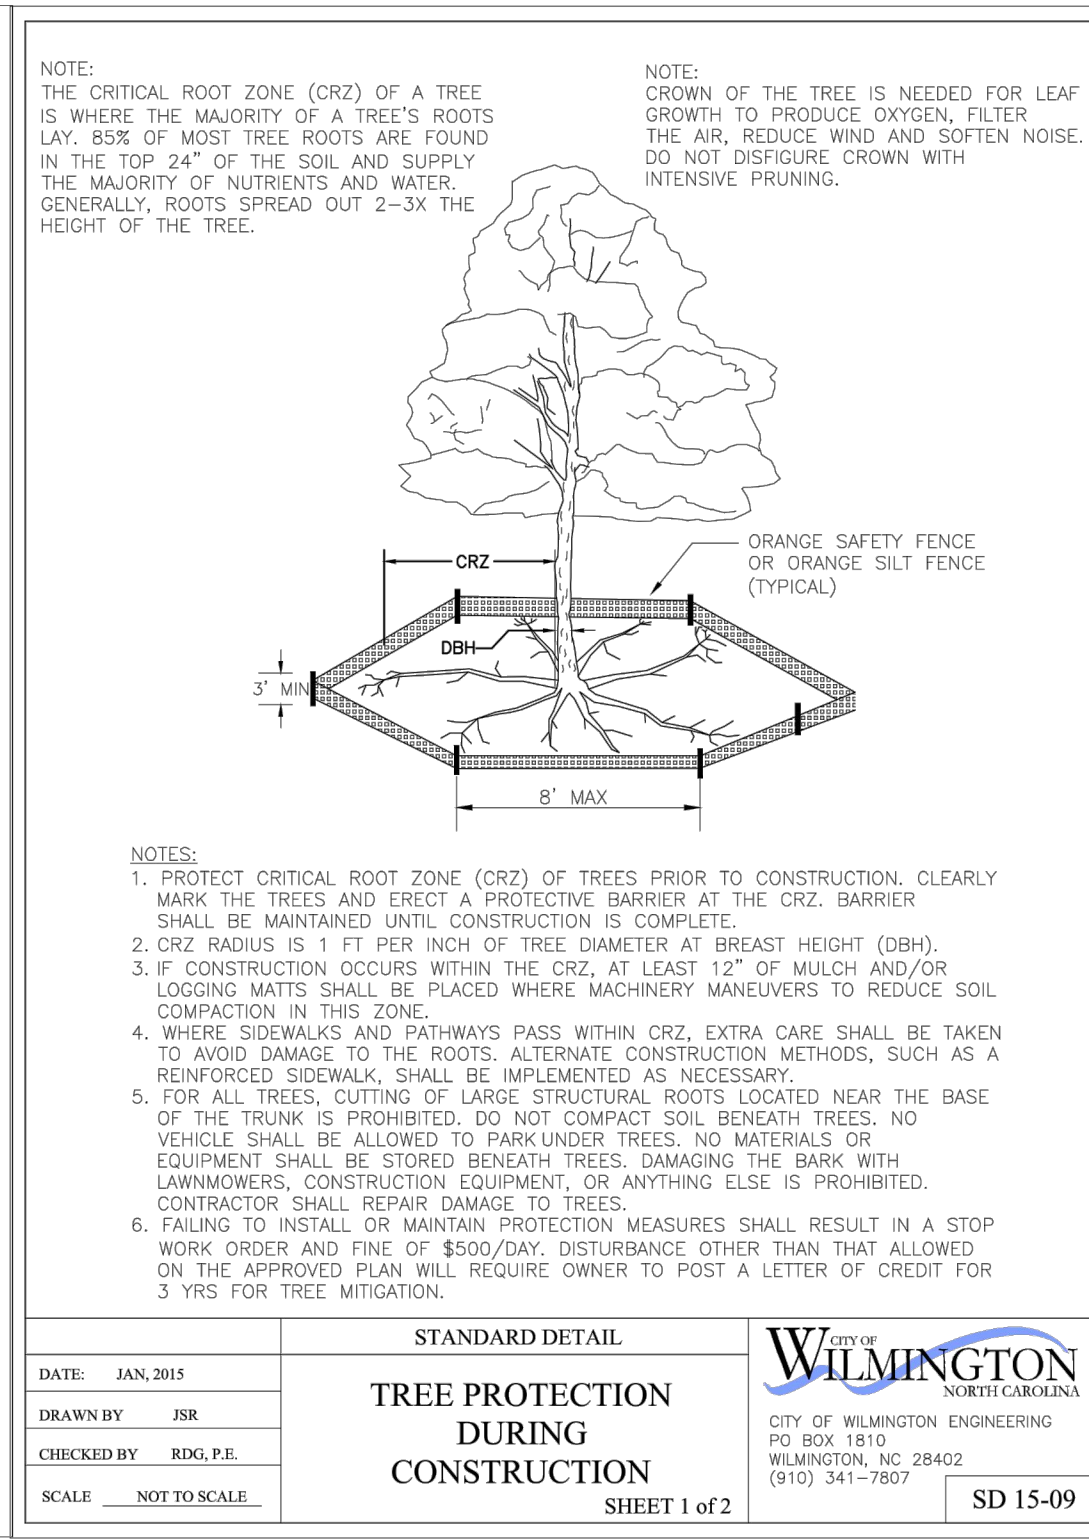 NOTE:
THE CRITICAL ROOT ZONE (CRZ) OF A TREE
IS WHERE THE MAJORITY OF A TREE'S ROOTS
LAY. 85% OF MOST TREE ROOTS ARE FOUND
IN THE TOP 24" OF THE SOIL AND SUPPLY
THE MAJORITY OF NUTRIENTS AND WATER.
GENERALLY, ROOTS SPREAD OUT 2-3X THE
HEIGHT OF THE TREE.
NOTE:
CROWN OF THE TREE IS NEEDED FOR LEAF
GROWTH TO PRODUCE OXYGEN, FILTER
THE AIR, REDUCE WIND AND SOFTEN NOISE.
DO NOT DISFIGURE CROWN WITH
INTENSIVE PRUNING.
ORANGE SAFETY FENCE
OR ORANGE SILT FENCE
(TYPICAL)
CRZ
DBH
3' MIN
8' MAX
NOTES:
1. PROTECT CRITICAL ROOT ZONE (CRZ) OF TREES PRIOR TO CONSTRUCTION. CLEARLY
MARK THE TREES AND ERECT A PROTECTIVE BARRIER AT THE CRZ. BARRIER
SHALL BE MAINTAINED UNTIL CONSTRUCTION IS COMPLETE.
2. CRZ RADIUS IS 1 FT PER INCH OF TREE DIAMETER AT BREAST HEIGHT (DBH).
3. IF CONSTRUCTION OCCURS WITHIN THE CRZ, AT LEAST 12" OF MULCH AND/OR
LOGGING MATTS SHALL BE PLACED WHERE MACHINERY MANEUVERS TO REDUCE SOIL
COMPACTION IN THIS ZONE.
4. WHERE SIDEWALKS AND PATHWAYS PASS WITHIN CRZ, EXTRA CARE SHALL BE TAKEN
TO AVOID DAMAGE TO THE ROOTS. ALTERNATE CONSTRUCTION METHODS, SUCH AS A
REINFORCED SIDEWALK, SHALL BE IMPLEMENTED AS NECESSARY.
5. FOR ALL TREES, CUTTING OF LARGE STRUCTURAL ROOTS LOCATED NEAR THE BASE
OF THE TRUNK IS PROHIBITED. DO NOT COMPACT SOIL BENEATH TREES. NO
VEHICLE SHALL BE ALLOWED TO PARK UNDER TREES. NO MATERIALS OR
EQUIPMENT SHALL BE STORED BENEATH TREES. DAMAGING THE BARK WITH
LAWNMOWERS, CONSTRUCTION EQUIPMENT, OR ANYTHING ELSE IS PROHIBITED.
CONTRACTOR SHALL REPAIR DAMAGE TO TREES.
6. FAILING TO INSTALL OR MAINTAIN PROTECTION MEASURES SHALL RESULT IN A STOP
WORK ORDER AND FINE OF $500/DAY. DISTURBANCE OTHER THAN THAT ALLOWED
ON THE APPROVED PLAN WILL REQUIRE OWNER TO POST A LETTER OF CREDIT FOR
3 YRS FOR TREE MITIGATION.
DATE: JAN, 2015
DRAWN BY JSR
CHECKED BY RDG, P.E.
SCALE NOT TO SCALE
STANDARD DETAIL
TREE PROTECTION
DURING
CONSTRUCTION
SHEET 1 of 2
CITY OF
WILMINGTON
NORTH CAROLINA
CITY OF WILMINGTON ENGINEERING
PO BOX 1810
WILMINGTON, NC 28402
(910) 341-7807
SD 15-09